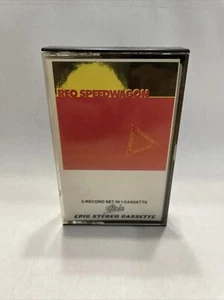 REO SPEEDWAGON
2 RECORD SET IN 1 CASSETTE
Epic
EPIC STEREO CASSETTE